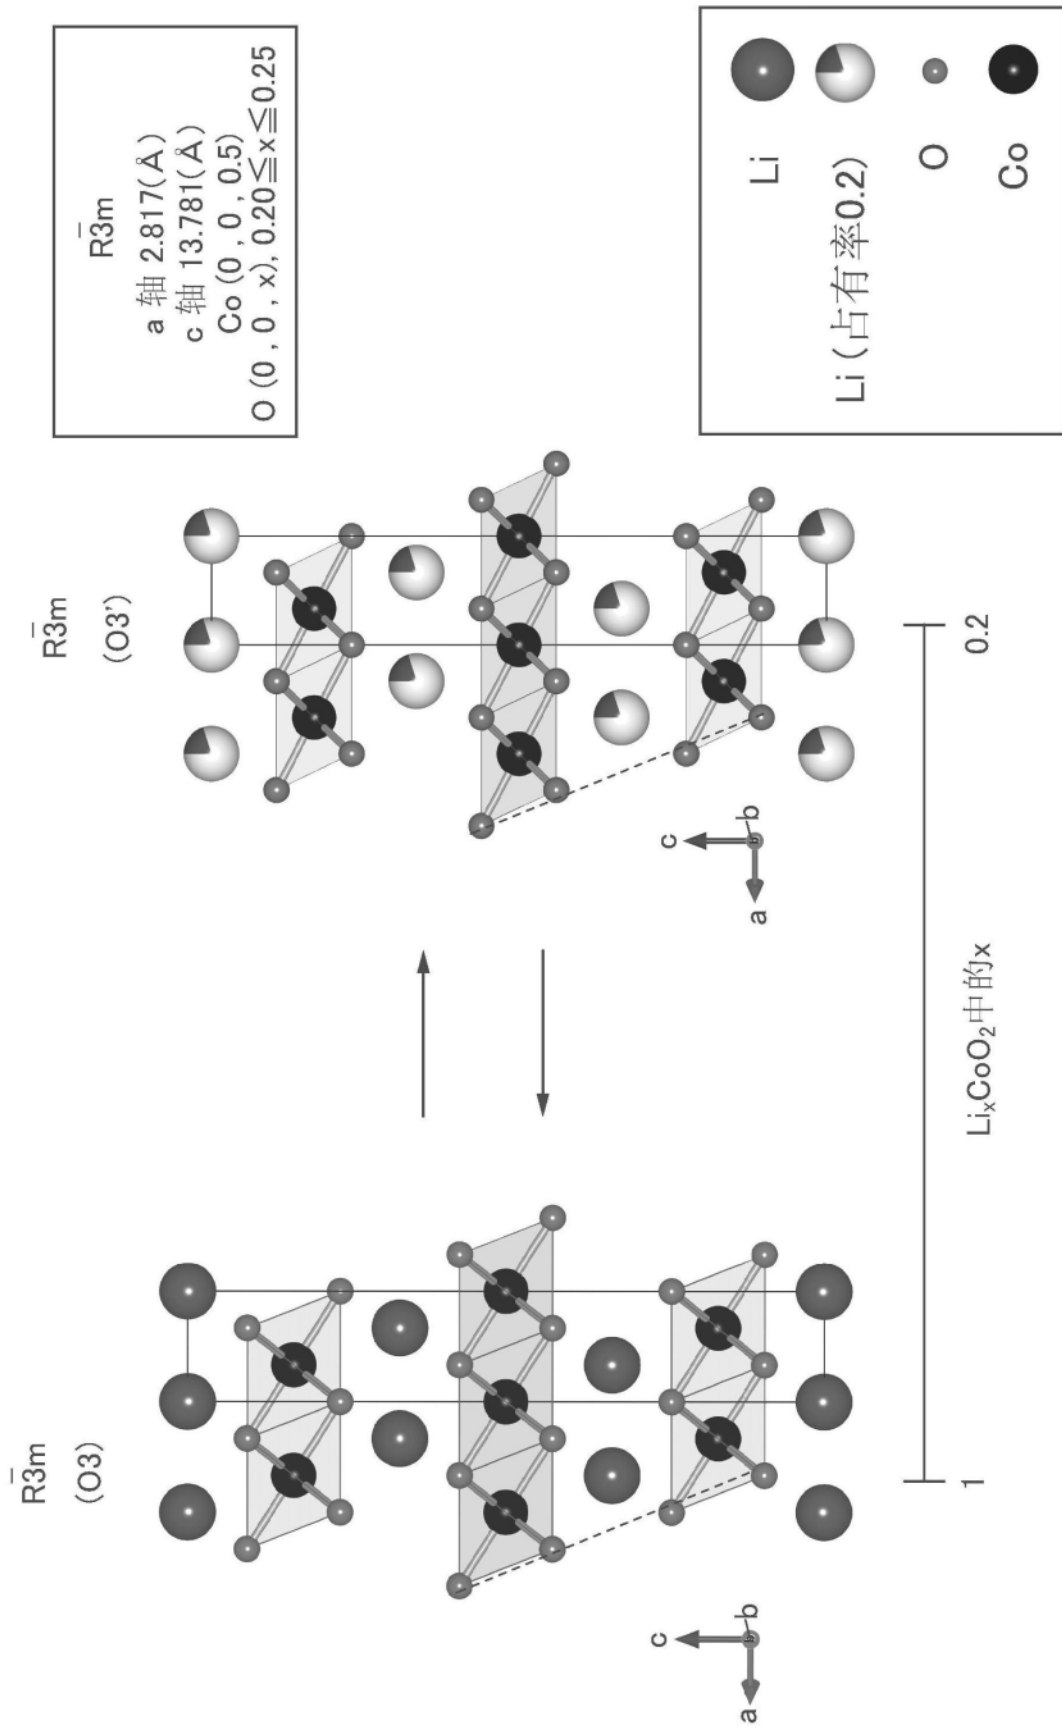 R3̅m
(O3)
R3̅m
(O3’)
R3̅m
a 轴 2.817(Å)
c 轴 13.781(Å)
Co (0 , 0 , 0.5)
O (0 , 0 , x), 0.20≦x≦0.25
c
a
b
c
a
b
1
0.2
LiₓCoO₂中的x
Li
Li (占有率0.2)
O
Co